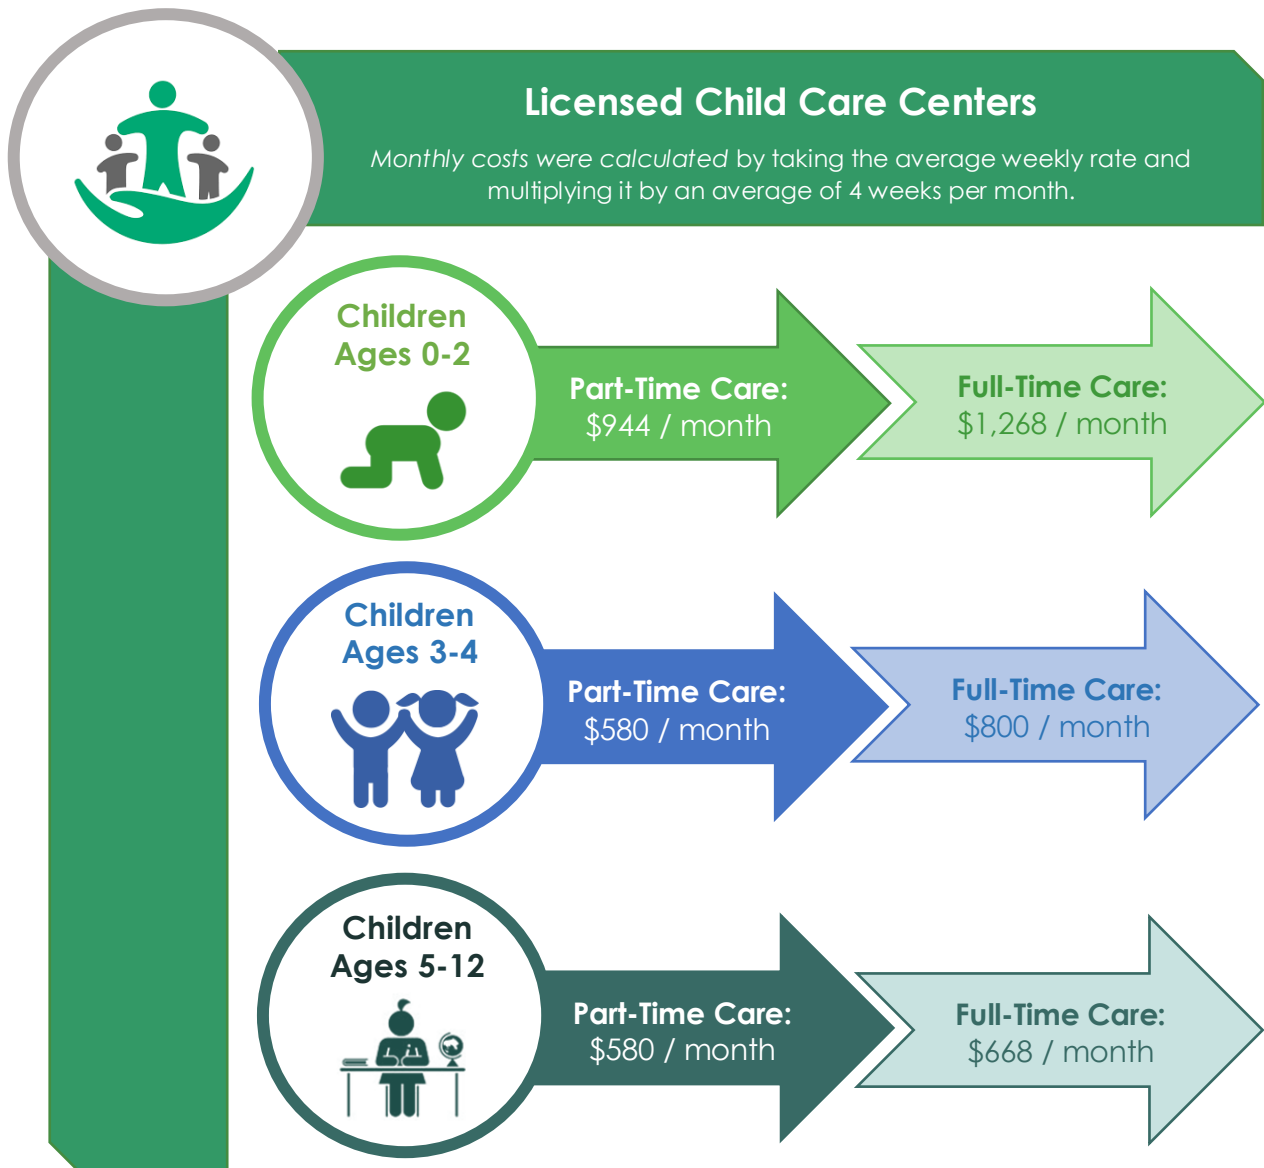 Licensed Child Care Centers
Monthly costs were calculated by taking the average weekly rate and
multiplying it by an average of 4 weeks per month.
Children
Ages 0-2
Part-Time Care:
$944 / month
Full-Time Care:
$1,268 / month
Children
Ages 3-4
Part-Time Care:
$580 / month
Full-Time Care:
$800 / month
Children
Ages 5-12
Part-Time Care:
$580 / month
Full-Time Care:
$668 / month